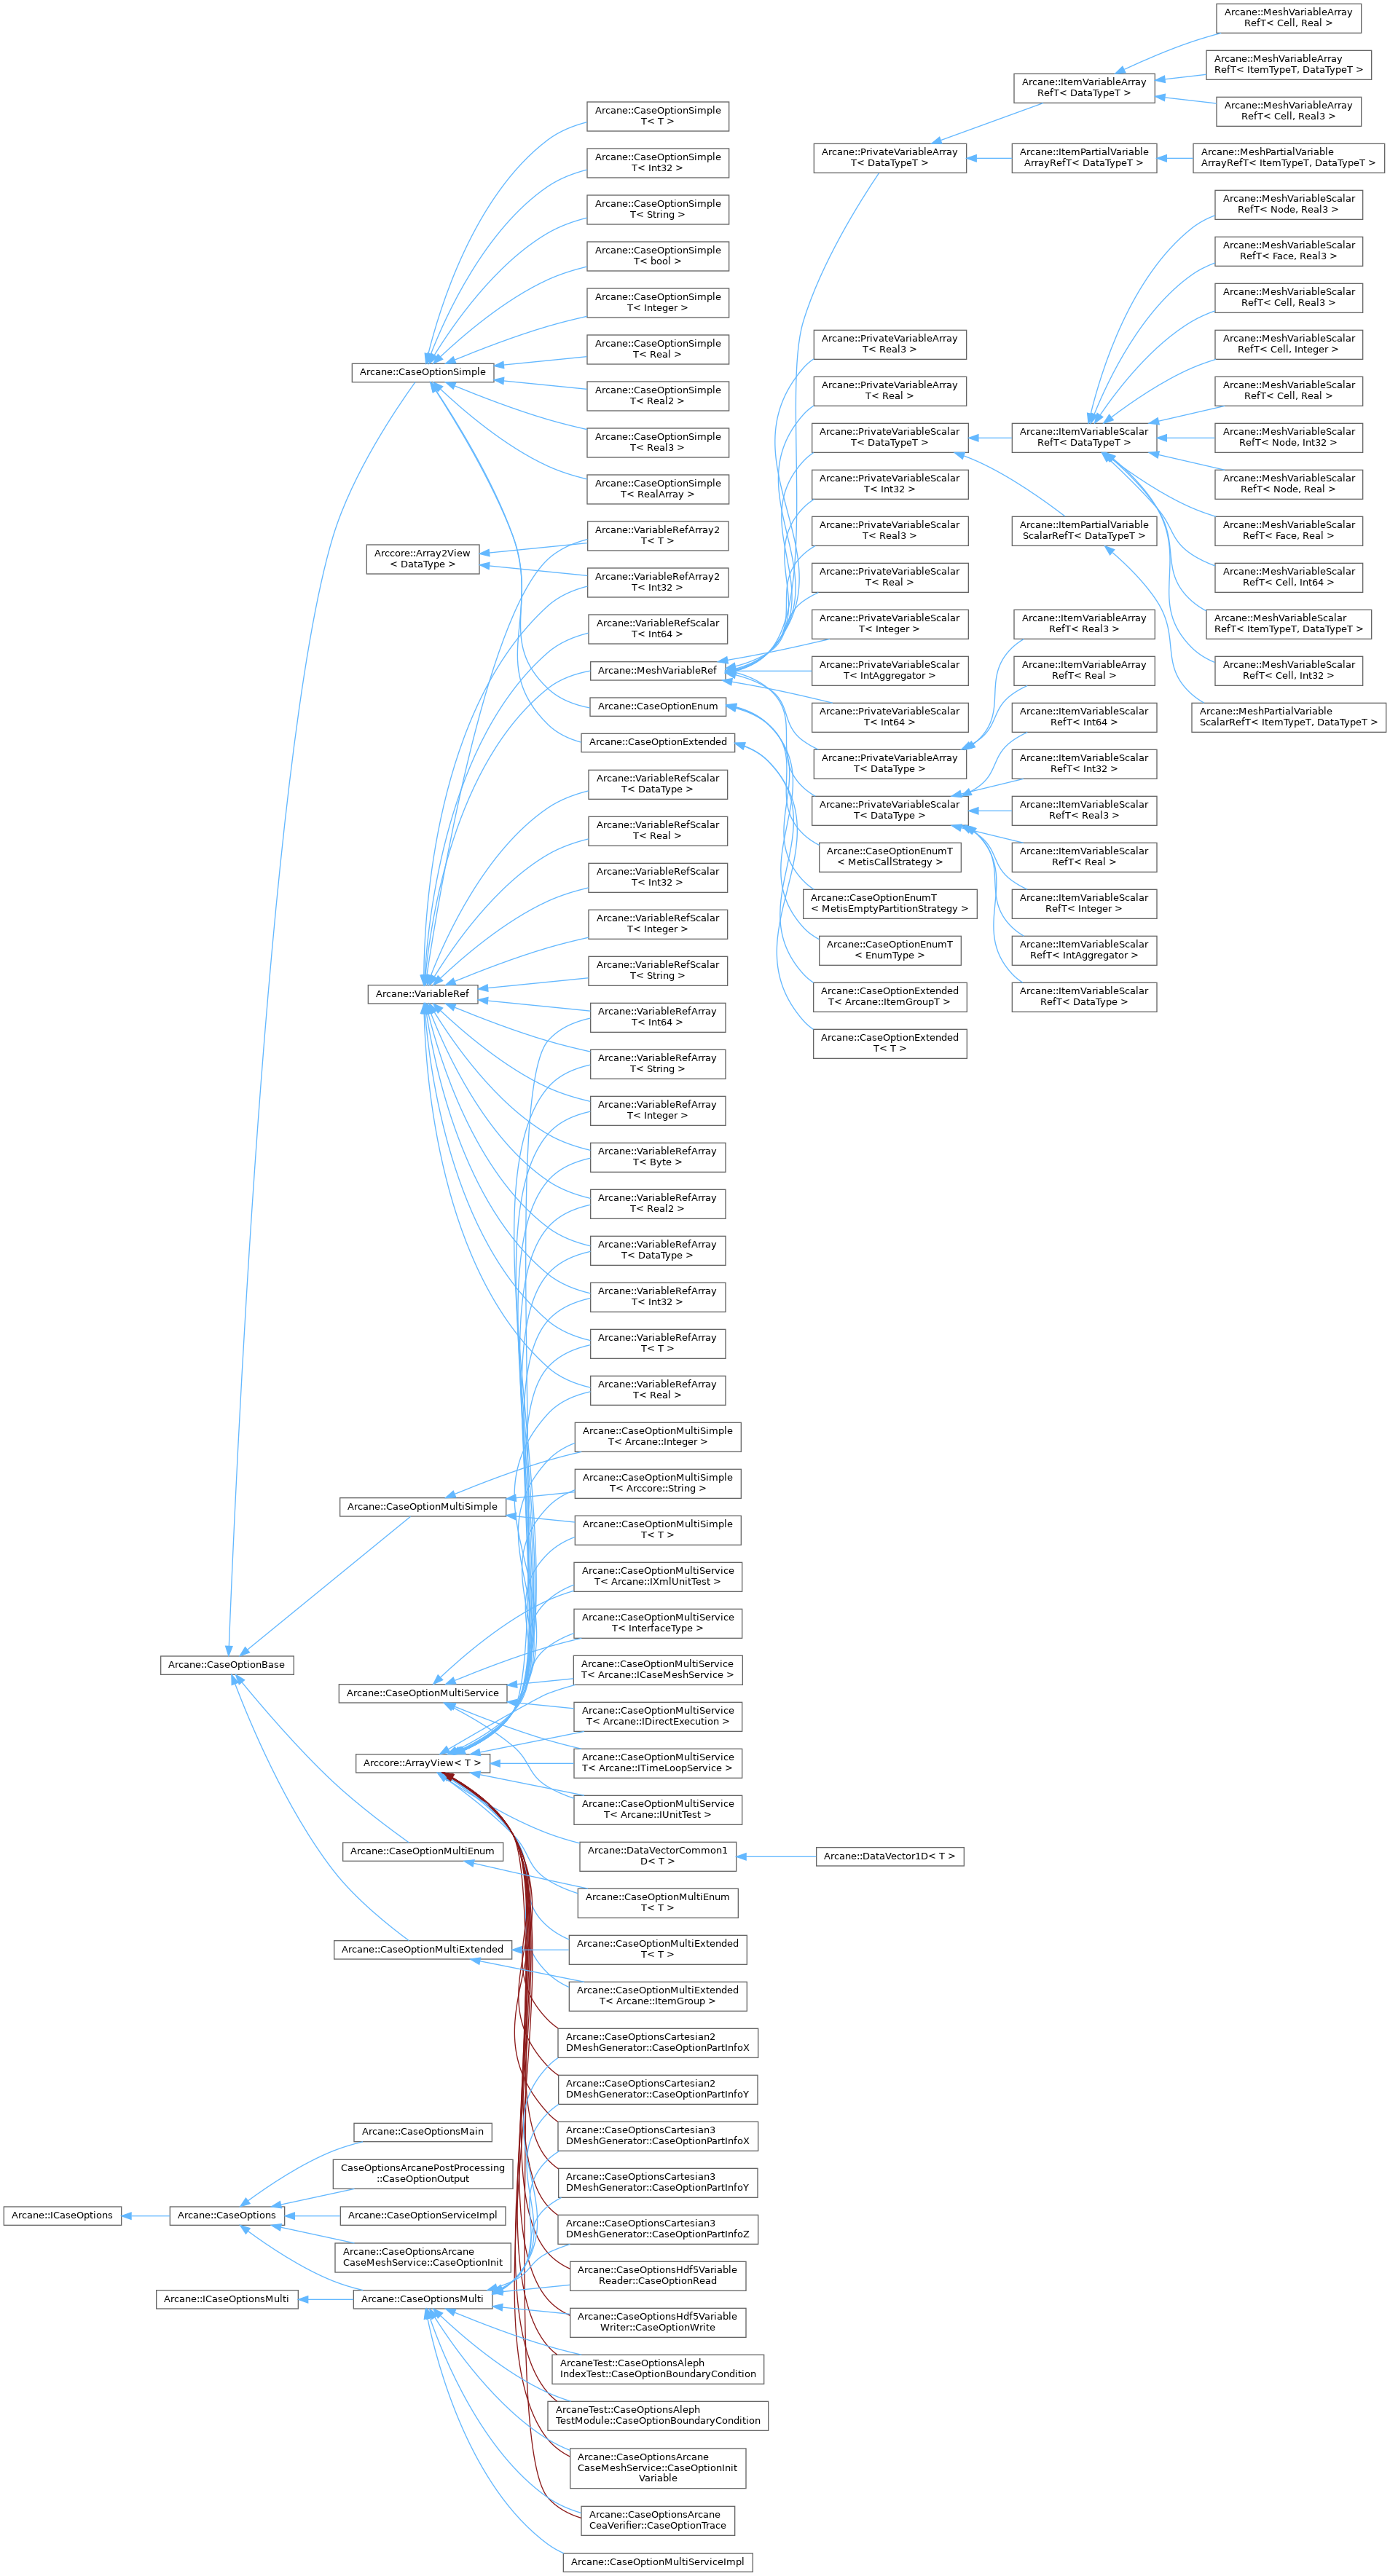 Arcane::MeshVariableArray
RefT< Cell, Real >
Arcane::MeshVariableArray
RefT< ItemTypeT, DataTypeT >
Arcane::ItemVariableArray
RefT< DataTypeT >
Arcane::MeshVariableArray
RefT< Cell, Real3 >
Arcane::CaseOptionSimple
T< T >
Arcane::CaseOptionSimple
T< Int32 >
Arcane::PrivateVariableArray
T< DataTypeT >
Arcane::ItemPartialVariable
ArrayRefT< DataTypeT >
Arcane::MeshPartialVariable
ArrayRefT< ItemTypeT, DataTypeT >
Arcane::CaseOptionSimple
T< String >
Arcane::MeshVariableScalar
RefT< Node, Real3 >
Arcane::CaseOptionSimple
T< bool >
Arcane::MeshVariableScalar
RefT< Face, Real3 >
Arcane::CaseOptionSimple
T< Integer >
Arcane::MeshVariableScalar
RefT< Cell, Real3 >
Arcane::CaseOptionSimple
T< Real >
Arcane::PrivateVariableArray
T< Real3 >
Arcane::MeshVariableScalar
RefT< Cell, Integer >
Arcane::CaseOptionSimple
Arcane::CaseOptionSimple
T< Real2 >
Arcane::PrivateVariableArray
T< Real >
Arcane::MeshVariableScalar
RefT< Cell, Real >
Arcane::CaseOptionSimple
T< Real3 >
Arcane::PrivateVariableScalar
T< DataTypeT >
Arcane::ItemVariableScalar
RefT< DataTypeT >
Arcane::MeshVariableScalar
RefT< Node, Int32 >
Arcane::CaseOptionSimple
T< RealArray >
Arcane::PrivateVariableScalar
T< Int32 >
Arcane::MeshVariableScalar
RefT< Node, Real >
Arcane::VariableRefArray2
T< T >
Arcane::PrivateVariableScalar
T< Real3 >
Arcane::ItemPartialVariable
ScalarRefT< DataTypeT >
Arcane::MeshVariableScalar
RefT< Face, Real >
Arccore::Array2View
< DataType >
Arcane::VariableRefArray2
T< Int32 >
Arcane::PrivateVariableScalar
T< Real >
Arcane::MeshVariableScalar
RefT< Cell, Int64 >
Arcane::VariableRefScalar
T< Int64 >
Arcane::PrivateVariableScalar
T< Integer >
Arcane::ItemVariableArray
RefT< Real3 >
Arcane::MeshVariableScalar
RefT< ItemTypeT, DataTypeT >
Arcane::MeshVariableRef
Arcane::PrivateVariableScalar
T< IntAggregator >
Arcane::ItemVariableArray
RefT< Real >
Arcane::MeshVariableScalar
RefT< Cell, Int32 >
Arcane::CaseOptionEnum
Arcane::PrivateVariableScalar
T< Int64 >
Arcane::ItemVariableScalar
RefT< Int64 >
Arcane::MeshPartialVariable
ScalarRefT< ItemTypeT, DataTypeT >
Arcane::CaseOptionExtended
Arcane::PrivateVariableArray
T< DataType >
Arcane::ItemVariableScalar
RefT< Int32 >
Arcane::VariableRefScalar
T< DataType >
Arcane::PrivateVariableScalar
T< DataType >
Arcane::ItemVariableScalar
RefT< Real3 >
Arcane::VariableRefScalar
T< Real >
Arcane::CaseOptionEnumT
< MetisCallStrategy >
Arcane::ItemVariableScalar
RefT< Real >
Arcane::VariableRefScalar
T< Int32 >
Arcane::CaseOptionEnumT
< MetisEmptyPartitionStrategy >
Arcane::ItemVariableScalar
RefT< Integer >
Arcane::VariableRefScalar
T< Integer >
Arcane::CaseOptionEnumT
< EnumType >
Arcane::ItemVariableScalar
RefT< IntAggregator >
Arcane::VariableRefScalar
T< String >
Arcane::VariableRef
Arcane::CaseOptionExtended
T< Arcane::ItemGroupT >
Arcane::ItemVariableScalar
RefT< DataType >
Arcane::VariableRefArray
T< Int64 >
Arcane::CaseOptionExtended
T< T >
Arcane::VariableRefArray
T< String >
Arcane::VariableRefArray
T< Integer >
Arcane::VariableRefArray
T< Byte >
Arcane::VariableRefArray
T< Real2 >
Arcane::VariableRefArray
T< DataType >
Arcane::VariableRefArray
T< Int32 >
Arcane::VariableRefArray
T< T >
Arcane::VariableRefArray
T< Real >
Arcane::CaseOptionMultiSimple
T< Arcane::Integer >
Arcane::CaseOptionMultiSimple
Arcane::CaseOptionMultiSimple
T< Arccore::String >
Arcane::CaseOptionMultiSimple
T< T >
Arcane::CaseOptionMultiService
T< Arcane::IXmlUnitTest >
Arcane::CaseOptionMultiService
T< InterfaceType >
Arcane::CaseOptionBase
Arcane::CaseOptionMultiService
T< Arcane::ICaseMeshService >
Arcane::CaseOptionMultiService
Arcane::CaseOptionMultiService
T< Arcane::IDirectExecution >
Arccore::ArrayView< T >
Arcane::CaseOptionMultiService
T< Arcane::ITimeLoopService >
Arcane::CaseOptionMultiService
T< Arcane::IUnitTest >
Arcane::CaseOptionMultiEnum
Arcane::DataVectorCommon1
D< T >
Arcane::DataVector1D< T >
Arcane::CaseOptionMultiEnum
T< T >
Arcane::CaseOptionMultiExtended
Arcane::CaseOptionMultiExtended
T< T >
Arcane::CaseOptionMultiExtended
T< Arcane::ItemGroup >
Arcane::CaseOptionsCartesian2
DMeshGenerator::CaseOptionPartInfoX
Arcane::CaseOptionsCartesian2
DMeshGenerator::CaseOptionPartInfoY
Arcane::CaseOptionsMain
Arcane::CaseOptionsCartesian3
DMeshGenerator::CaseOptionPartInfoX
CaseOptionsArcanePostProcessing
::CaseOptionOutput
Arcane::CaseOptionsCartesian3
DMeshGenerator::CaseOptionPartInfoY
Arcane::ICaseOptions
Arcane::CaseOptions
Arcane::CaseOptionServiceImpl
Arcane::CaseOptionsCartesian3
DMeshGenerator::CaseOptionPartInfoZ
Arcane::CaseOptionsArcane
CaseMeshService::CaseOptionInit
Arcane::CaseOptionsHdf5Variable
Reader::CaseOptionRead
Arcane::ICaseOptionsMulti
Arcane::CaseOptionsMulti
Arcane::CaseOptionsHdf5Variable
Writer::CaseOptionWrite
ArcaneTest::CaseOptionsAleph
IndexTest::CaseOptionBoundaryCondition
ArcaneTest::CaseOptionsAleph
TestModule::CaseOptionBoundaryCondition
Arcane::CaseOptionsArcane
CaseMeshService::CaseOptionInit
Variable
Arcane::CaseOptionsArcane
CeaVerifier::CaseOptionTrace
Arcane::CaseOptionMultiServiceImpl